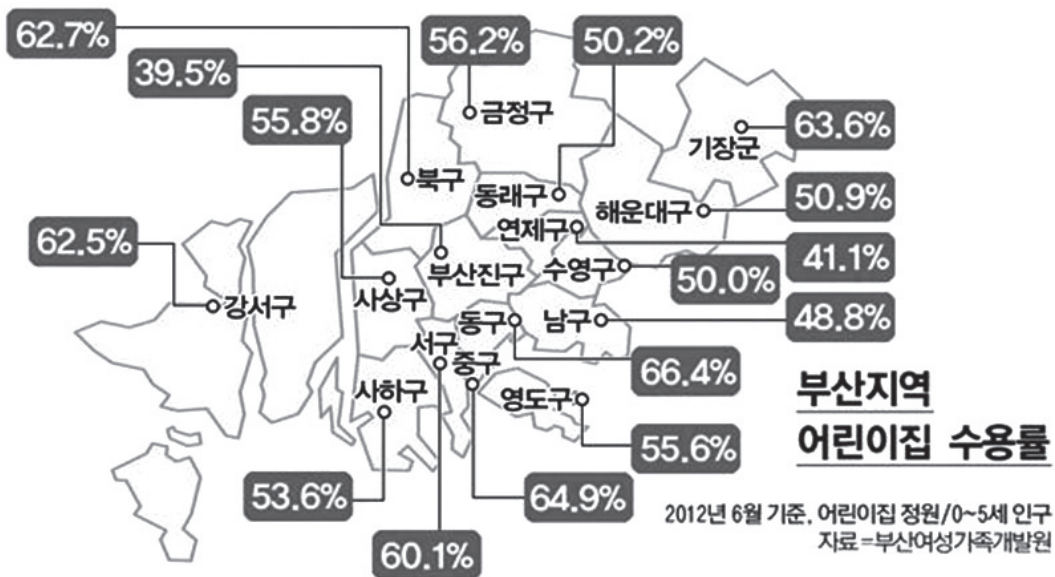 62.7%
56.2%
50.2%
39.5%
55.8%
금정구
63.6%
기장군
북구
동래구
해운대구
50.9%
62.5%
연제구
41.1%
부산진구
수영구
50.0%
사상구
강서구
동구
남구
48.8%
서구
중구
66.4%
사하구
영도구
부산지역
어린이집 수용률
55.6%
53.6%
64.9%
60.1%
2012년 6월 기준, 어린이집 정원/0~5세 인구
자료=부산여성가족개발원